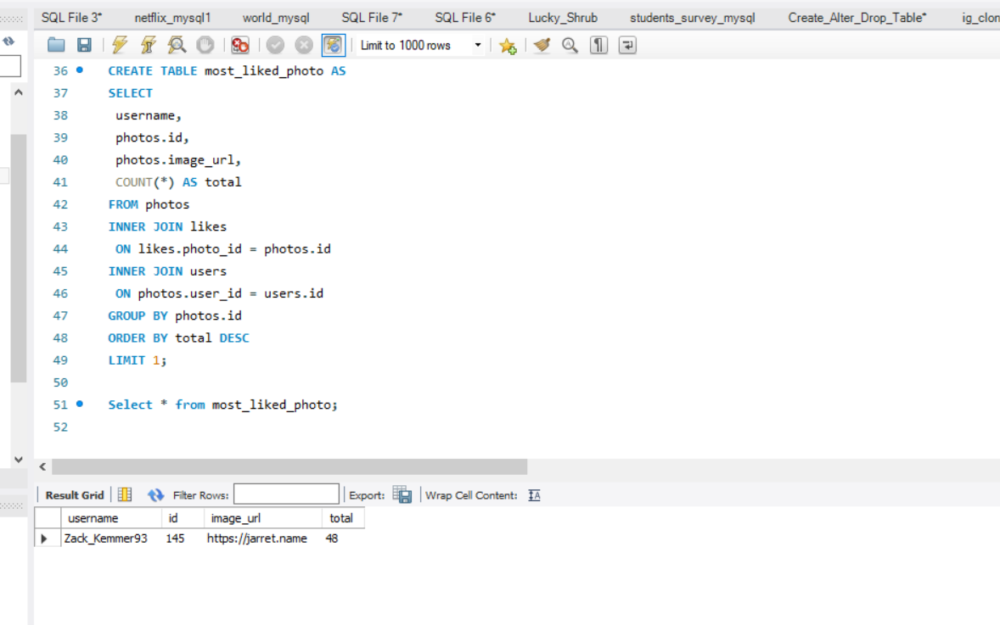 SQL File 3* netflix_mysql1 world_mysql SQL File 7* SQL File 6* Lucky_Shrub students_survey_mysql Create_Alter_Drop_Table* ig_clon
Limit to 1000 rows
36 CREATE TABLE most_liked_photo AS
37 SELECT
38 username,
39 photos.id,
40 photos.image_url,
41 COUNT(*) AS total
42 FROM photos
43 INNER JOIN likes
44 ON likes.photo_id = photos.id
45 INNER JOIN users
46 ON photos.user_id = users.id
47 GROUP BY photos.id
48 ORDER BY total DESC
49 LIMIT 1;
50
51 Select * from most_liked_photo;
52
Result Grid Filter Rows: Export: Wrap Cell Content: IA
username id image_url total
Zack_Kemmer93 145 https://jarret.name 48